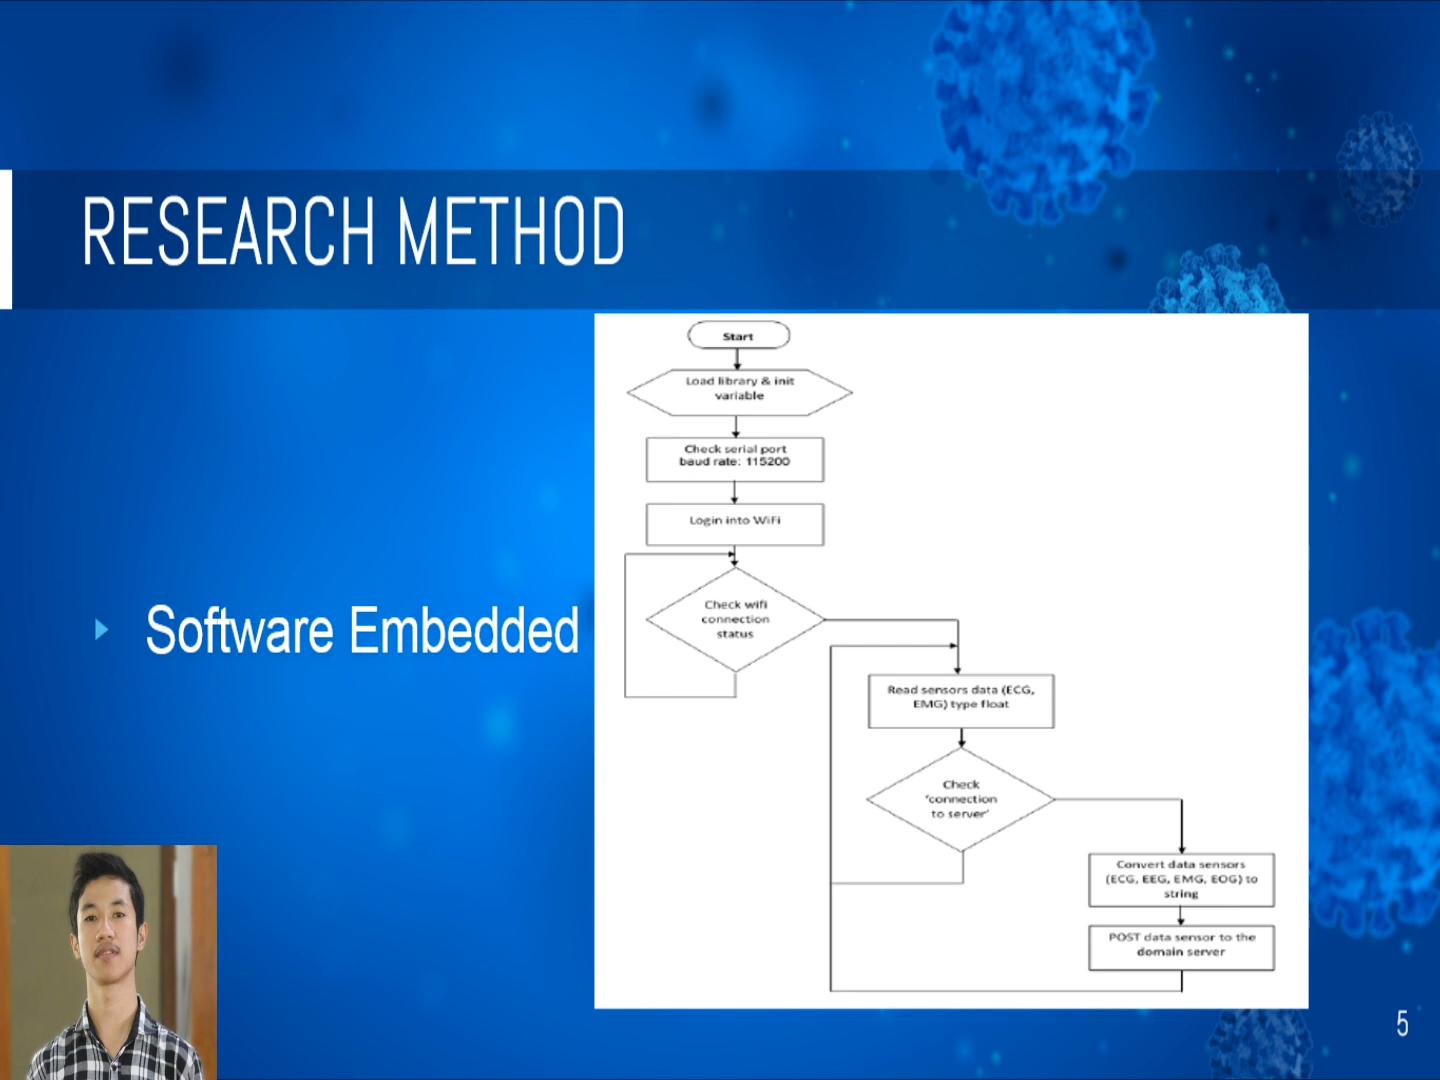 RESEARCH METHOD
Software Embedded
Start
Load library & init
variable
Check serial port
baud rate: 115200
Login into WiFi
Check wifi
connection
status
Read sensors data (ECG,
EMG) type float
Check
'connection
to server'
Convert data sensors
(ECG, EEG, EMG, EOG) to
string
POST data sensor to the
domain server
5